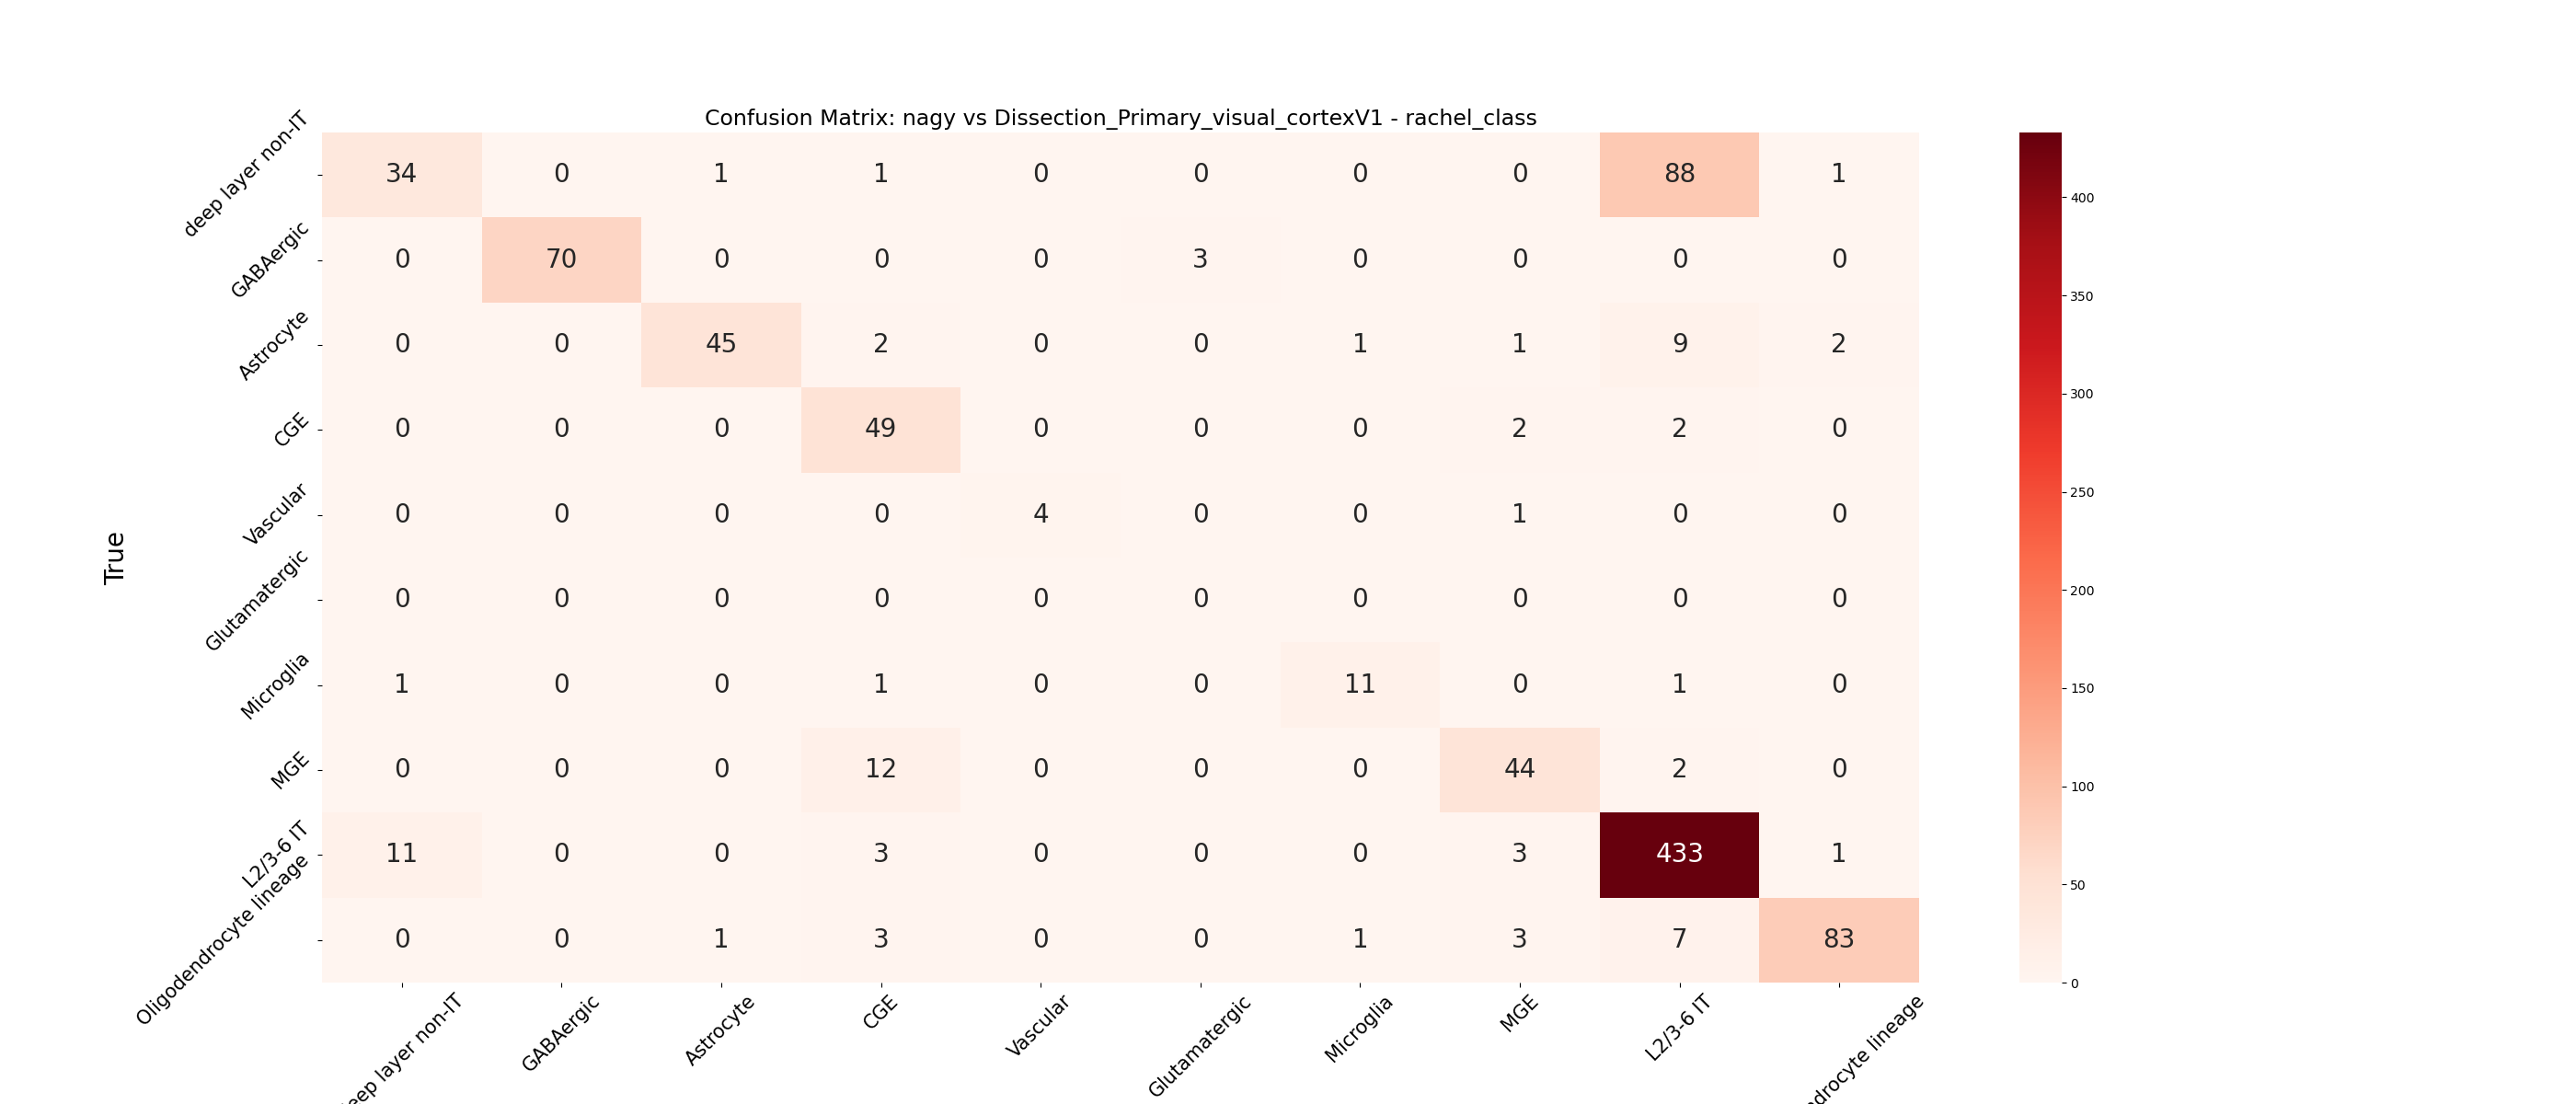 Confusion Matrix: nagy vs Dissection_Primary_visual_cortexV1 - rachel_class
True
deep layer non-IT 34 0 1 1 0 0 0 0 88 1
GABAergic 0 70 0 0 0 3 0 0 0 0
Astrocyte 0 0 45 2 0 0 1 1 9 2
CGE 0 0 0 49 0 0 0 2 2 0
Vascular 0 0 0 0 4 0 0 1 0 0
Glutamatergic 0 0 0 0 0 0 0 0 0 0
Microglia 1 0 0 1 0 0 11 0 1 0
MGE 0 0 0 12 0 0 0 44 2 0
L2/3-6 IT 11 0 0 3 0 0 0 3 433 1
Oligodendrocyte lineage 0 0 1 3 0 0 1 3 7 83
eep layer non-IT GABAergic Astrocyte CGE Vascular Glutamatergic Microglia MGE L2/3-6 IT drocyte lineage
400
350
300
250
200
150
100
50
0